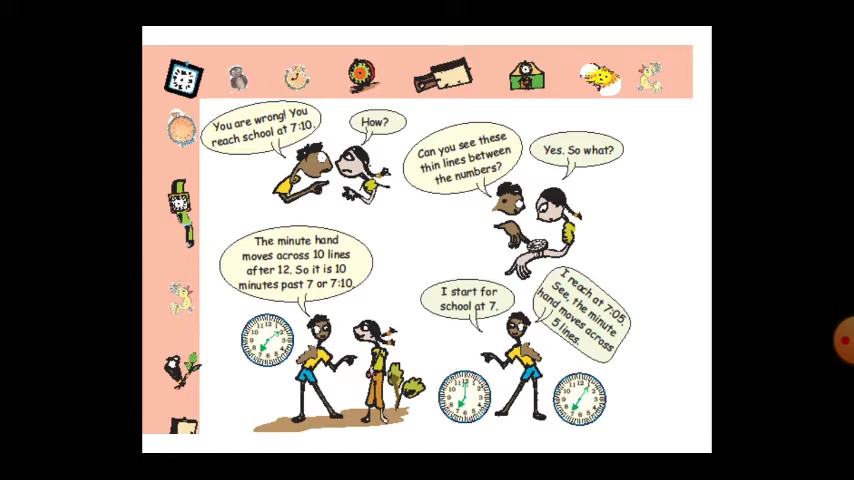 You are wrong! You
reach school at 7:10.
How?
Can you see these
thin lines between
the numbers?
Yes. So what?
The minute hand
moves across 10 lines
after 12. So it is 10
minutes past 7 or 7:10.
I start for
school at 7.
I reach at 7:05.
See, the minute
hand moves across
5 lines.